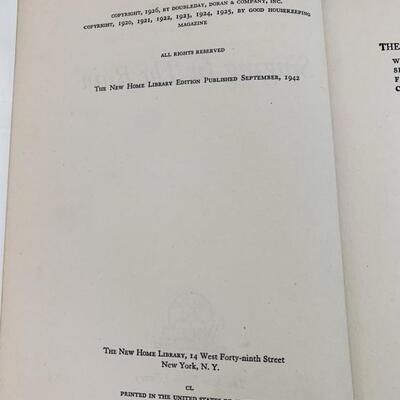 COPYRIGHT, 1926, BY DOUBLEDAY, DORAN & COMPANY, INC.
COPYRIGHT, 1920, 1921, 1922, 1923, 1924, 1925, BY GOOD HOUSEKEEPING
MAGAZINE
ALL RIGHTS RESERVED
THE NEW HOME LIBRARY EDITION PUBLISHED SEPTEMBER, 1942
THE NEW HOME LIBRARY, 14 WEST FORTY-NINTH STREET
NEW YORK, N. Y.
CL
PRINTED IN THE UNITED STATES
THE